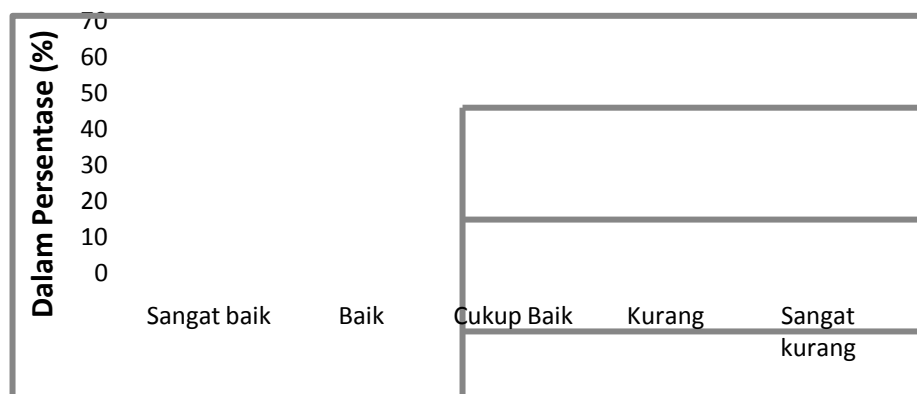 70
60
50
40
30
20
10
0
Dalam Persentase (%)
Sangat baik
Baik
Cukup Baik
Kurang
Sangat
kurang